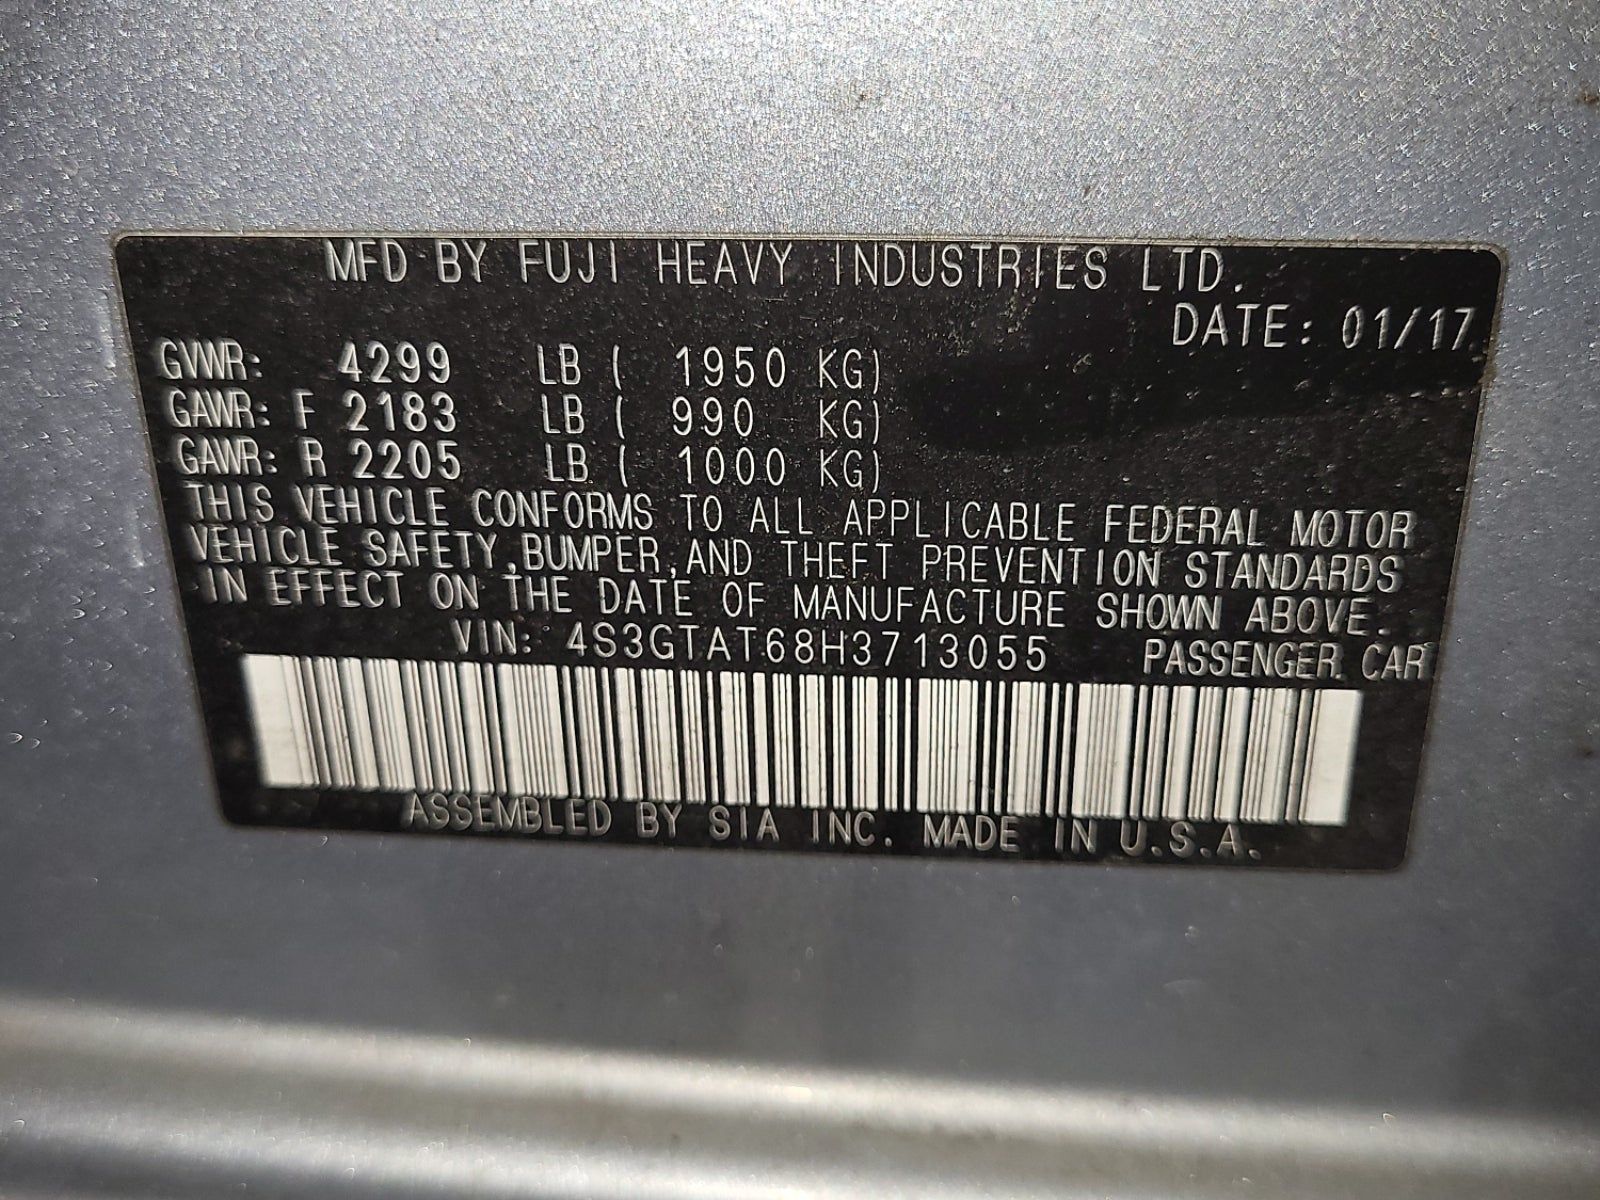 MFD BY FUJI HEAVY INDUSTRIES LTD.
DATE: 01/17
GVWR: 4299 LB ( 1950 KG)
GAWR: F 2183 LB ( 990 KG)
GAWR: R 2205 LB ( 1000 KG)
THIS VEHICLE CONFORMS TO ALL APPLICABLE FEDERAL MOTOR
VEHICLE SAFETY, BUMPER, AND THEFT PREVENTION STANDARDS
IN EFFECT ON THE DATE OF MANUFACTURE SHOWN ABOVE.
VIN: 4S3GTAT68H3713055 PASSENGER CAR
ASSEMBLED BY SIA INC. MADE IN U.S.A.